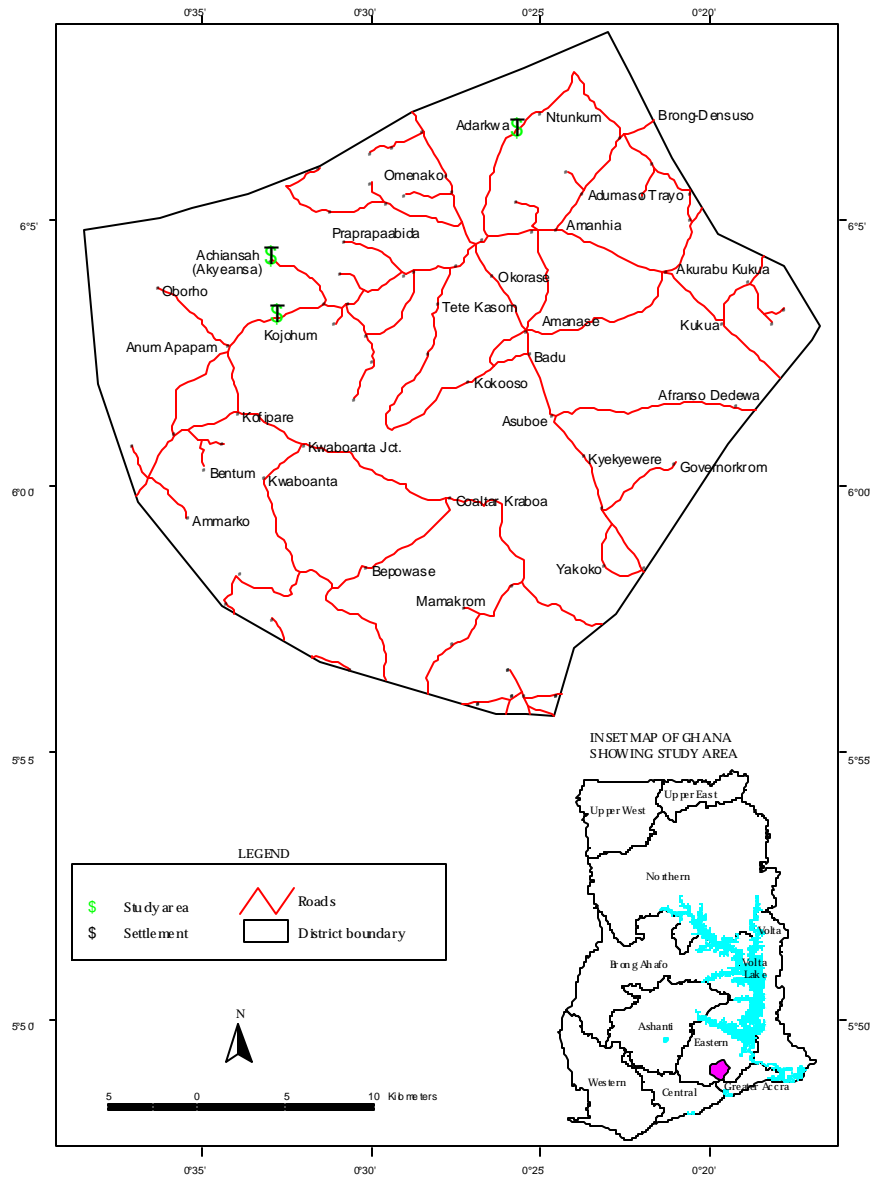 0°35' 0°30' 0°25' 0°20'
Brong-Densuso
Ntunkum
Adarkwa
$
Omenako
Adumaso Trayo
6°5' 6°5'
Amanhia
Praprapaabida
Achiansah
(Akyeansa)
$
Akurabu Kukua
Okorase
Oborho
Tete Kasom
Amanase
Kukua
$
Kojohum
Anum Apapam
Badu
Kokooso
Afranso Dedewa
Kofipare
Asuboe
Kwaboanta Jct.
Kyekyewere
Governorkrom
Bentum
Kwaboanta
6°00' 6°00'
Coaltar Kraboa
Ammarko
Bepowase
Yakoko
Mamakrom
INSET MAP OF GHANA
SHOWING STUDY AREA
5°55' 5°55'
Upper East
Upper West
LEGEND
Northern
$ Study area
Roads
$ Settlement
District boundary
Volta
Brong Ahafo
Volta
Lake
5°50' 5°50'
N
Ashanti
Eastern
Western
Central
Greater Accra
5 0 5 10 Kilometers
0°35' 0°30' 0°25' 0°20'